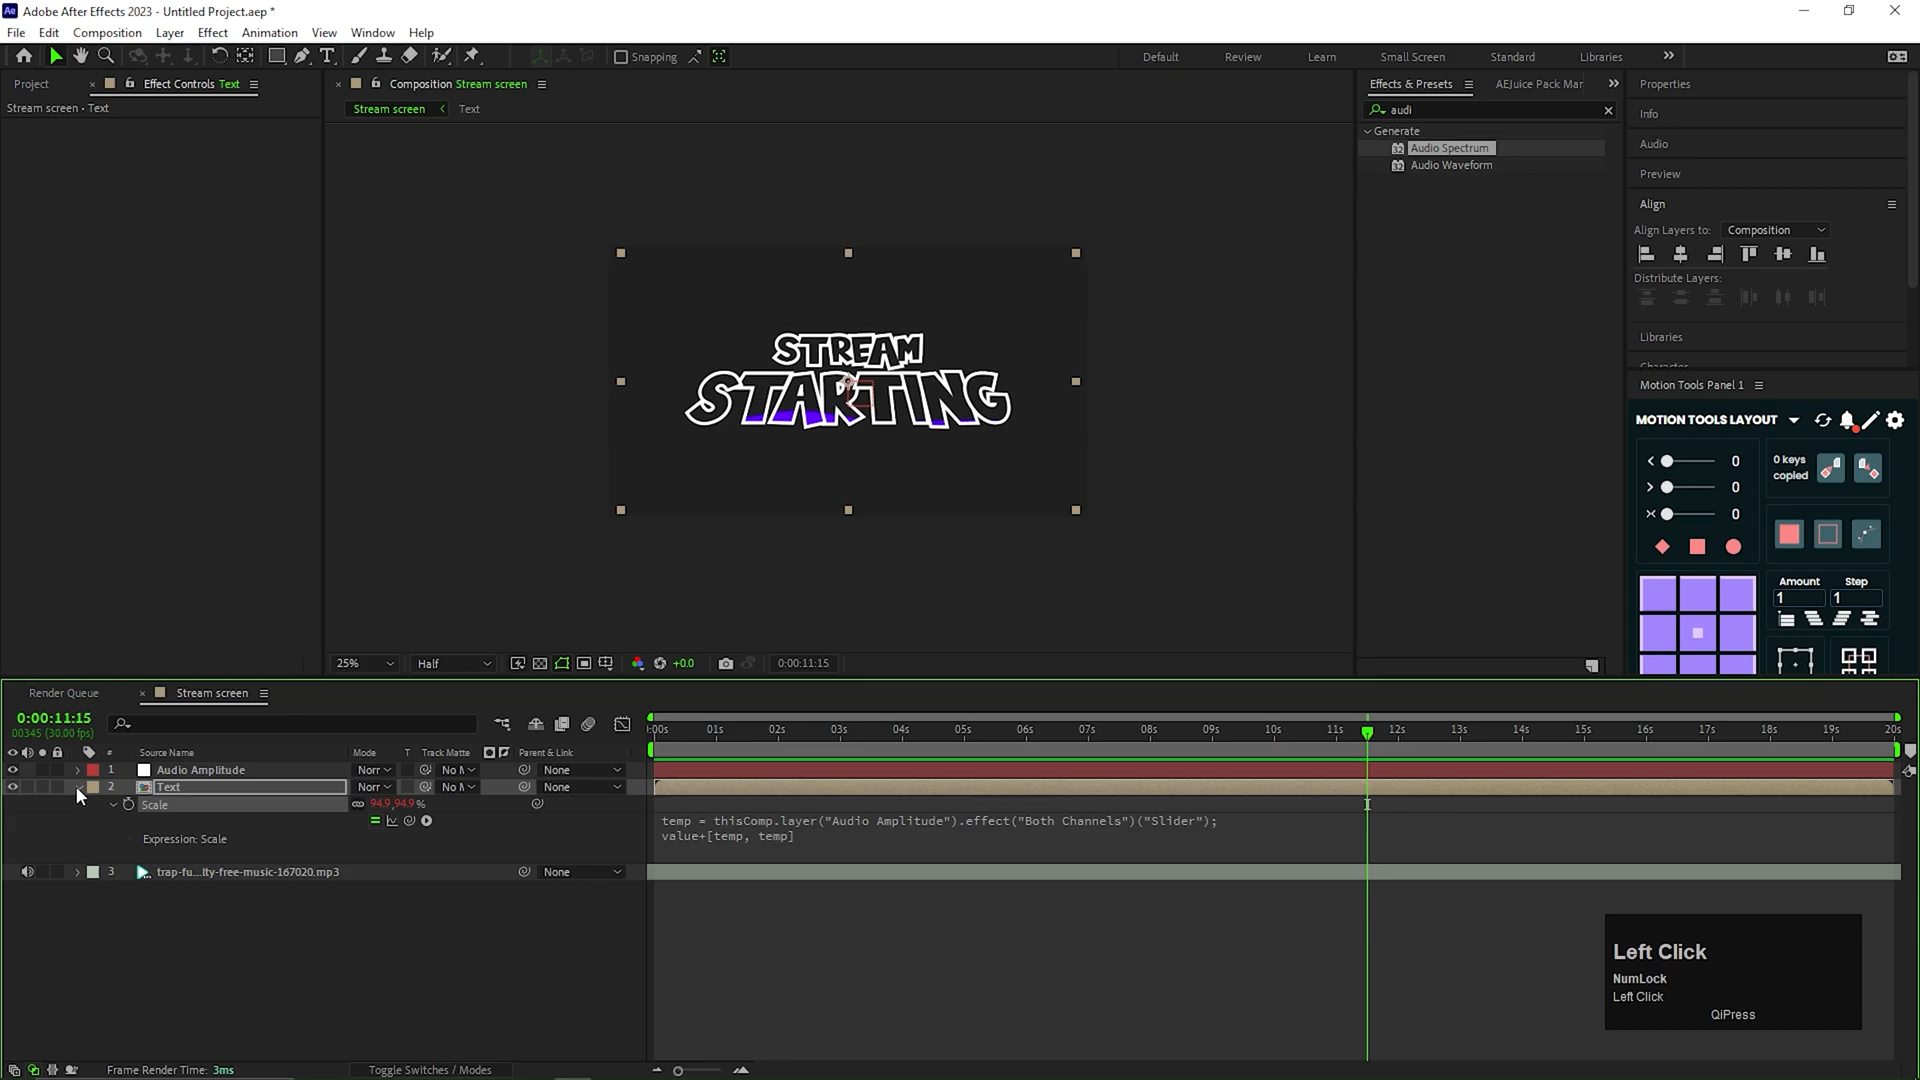 Adobe After Effects 2023 - Untitled Project.aep *
File Edit Composition Layer Effect Animation View Window Help
Snapping
Default Review Learn Small Screen Standard Libraries
Project
Effect Controls Text
Composition Stream screen
Effects & Presets
AEJuice Pack Mar
Properties
Stream screen • Text
Stream screen Text
audi
Info
Generate
Audio Spectrum
Audio Waveform
Audio
Preview
Align
Align Layers to: Composition
Distribute Layers:
Libraries
Motion Tools Panel 1
MOTION TOOLS LAYOUT
0
0 keys copied
0
0
Amount Step
1 1
STREAM
STARTING
25% Half +0.0 0:00:11:15
Render Queue
Stream screen
0:00:11:15
00345 (30.00 fps)
:00s 01s 02s 03s 04s 05s 06s 07s 08s 09s 10s 11s 12s 13s 14s 15s 16s 17s 18s 19s 20s
# Source Name Mode T Track Matte Parent & Link
1 Audio Amplitude Norr No M None
2 Text Norr No M None
Scale 94.9,94.9%
Expression: Scale
temp = thisComp.layer("Audio Amplitude").effect("Both Channels")("Slider");
value+[temp, temp]
3 trap-fu...lty-free-music-167020.mp3 None
Left Click
NumLock
Left Click
QiPress
Frame Render Time: 3ms
Toggle Switches / Modes